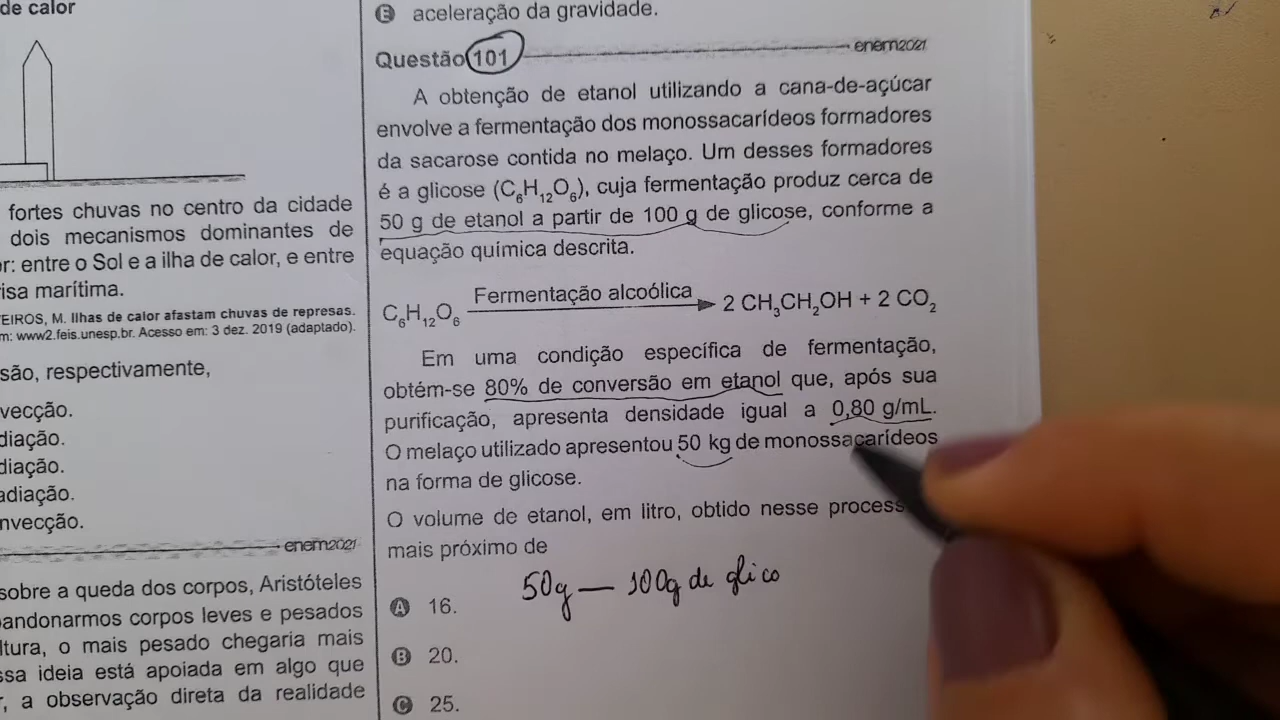 de calor
fortes chuvas no centro da cidade
dois mecanismos dominantes de
r: entre o Sol e a ilha de calor, e entre
isa marítima.
EIROS, M. Ilhas de calor afastam chuvas de represas.
m: www2.feis.unesp.br. Acesso em: 3 dez. 2019 (adaptado).
são, respectivamente,
vecção.
diação.
diação.
adiação.
nvecção.
enem2021
sobre a queda dos corpos, Aristóteles
andonarmos corpos leves e pesados
ltura, o mais pesado chegaria mais
ssa ideia está apoiada em algo que
, a observação direta da realidade
E aceleração da gravidade.
Questão 101 enem2021
A obtenção de etanol utilizando a cana-de-açúcar
envolve a fermentação dos monossacarídeos formadores
da sacarose contida no melaço. Um desses formadores
é a glicose (C₆H₁₂O₆), cuja fermentação produz cerca de
50 g de etanol a partir de 100 g de glicose, conforme a
equação química descrita.
C₆H₁₂O₆ Fermentação alcoólica → 2 CH₃CH₂OH + 2 CO₂
Em uma condição específica de fermentação,
obtém-se 80% de conversão em etanol que, após sua
purificação, apresenta densidade igual a 0,80 g/mL.
O melaço utilizado apresentou 50 kg de monossacarídeos
na forma de glicose.
O volume de etanol, em litro, obtido nesse process
mais próximo de
50g — 100g de glico
A 16.
B 20.
C 25.